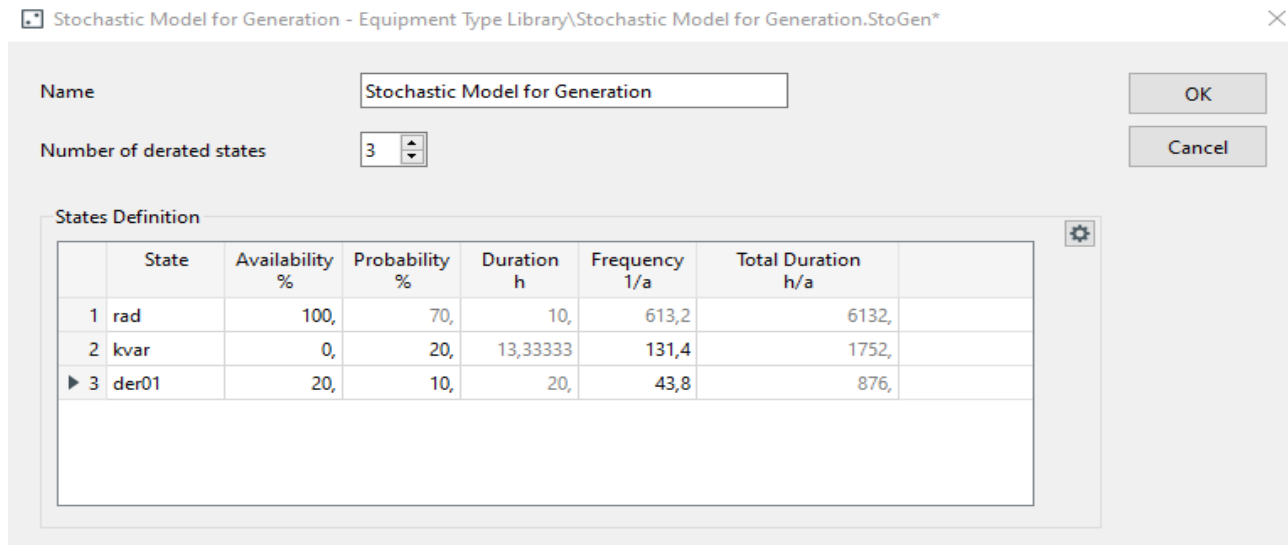 Stochastic Model for Generation - Equipment Type Library\Stochastic Model for Generation.StoGen*
Name Stochastic Model for Generation OK
Number of derated states 3 Cancel
States Definition
State Availability Probability Duration Frequency Total Duration
% % h 1/a h/a
1 rad 100, 70, 10, 613,2 6132,
2 kvar 0, 20, 13,33333 131,4 1752,
3 der01 20, 10, 20, 43,8 876,